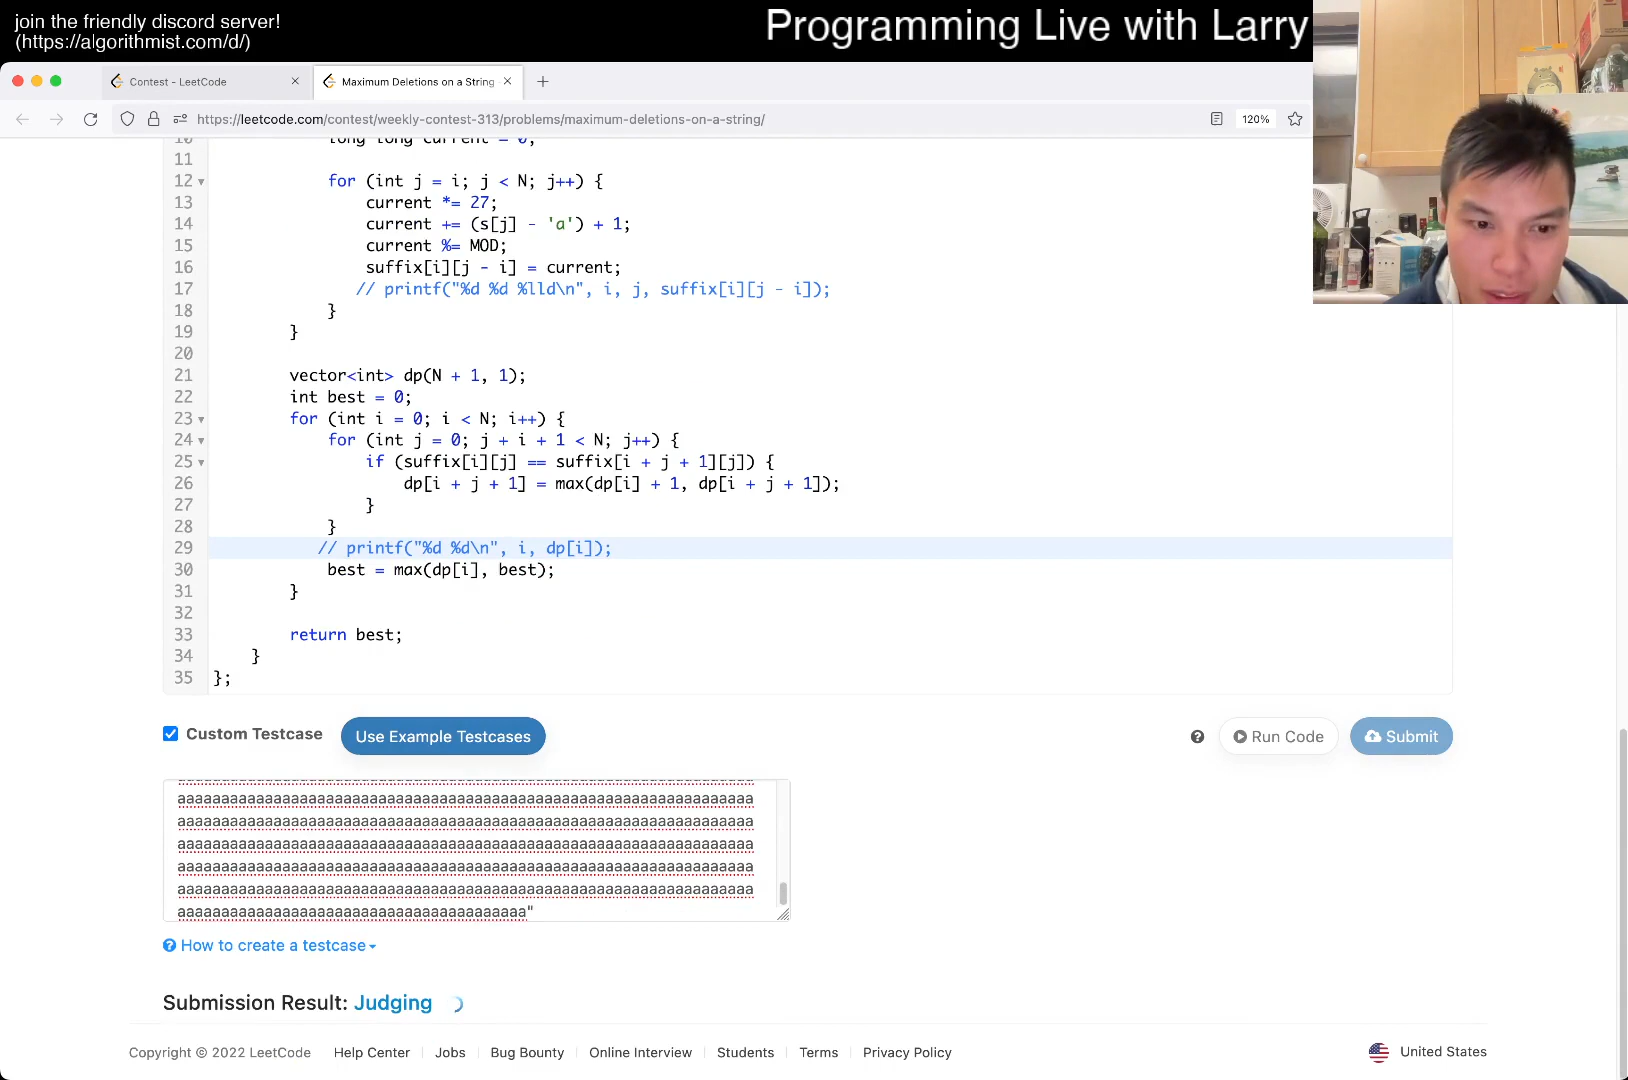 join the friendly discord server!
(https://algorithmist.com/d/)
Programming Live with Larry
Contest - LeetCode
Maximum Deletions on a String
https://leetcode.com/contest/weekly-contest-313/problems/maximum-deletions-on-a-string/
120%
10 long long current = 0;
11
12 for (int j = i; j < N; j++) {
13 current *= 27;
14 current += (s[j] - 'a') + 1;
15 current %= MOD;
16 suffix[i][j - i] = current;
17 // printf("%d %d %lld\n", i, j, suffix[i][j - i]);
18 }
19 }
20
21 vector<int> dp(N + 1, 1);
22 int best = 0;
23 for (int i = 0; i < N; i++) {
24 for (int j = 0; j + i + 1 < N; j++) {
25 if (suffix[i][j] == suffix[i + j + 1][j]) {
26 dp[i + j + 1] = max(dp[i] + 1, dp[i + j + 1]);
27 }
28 }
29 // printf("%d %d\n", i, dp[i]);
30 best = max(dp[i], best);
31 }
32
33 return best;
34 }
35 };
Custom Testcase
Use Example Testcases
Run Code
Submit
How to create a testcase
Submission Result: Judging
Copyright © 2022 LeetCode
Help Center
Jobs
Bug Bounty
Online Interview
Students
Terms
Privacy Policy
United States